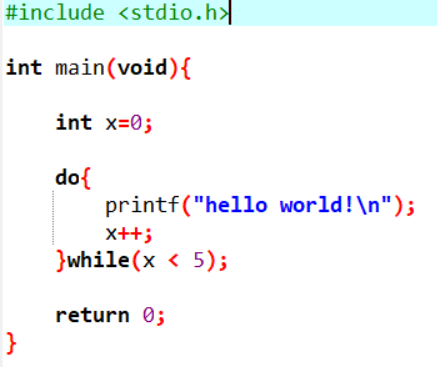 #include <stdio.h>
int main(void){
int x=0;
do{
printf("hello world!\n");
x++;
}while(x < 5);
return 0;
}